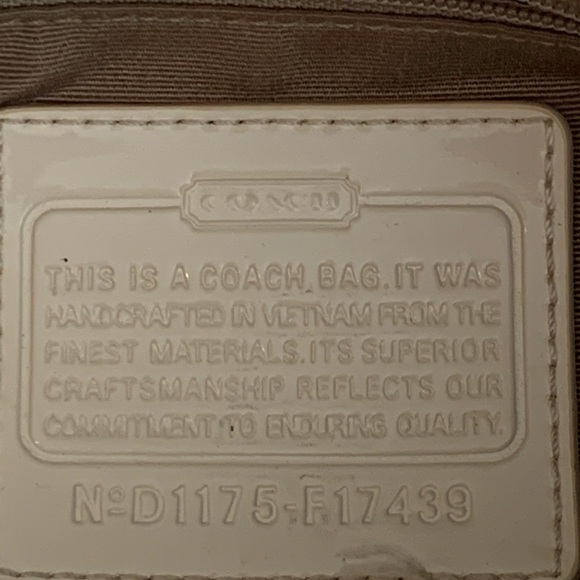 COACH
THIS IS A COACH BAG. IT WAS
HANDCRAFTED IN VIETNAM FROM THE
FINEST MATERIALS. ITS SUPERIOR
CRAFTSMANSHIP REFLECTS OUR
COMMITMENT TO ENDURING QUALITY.
Nº D1175-F17439